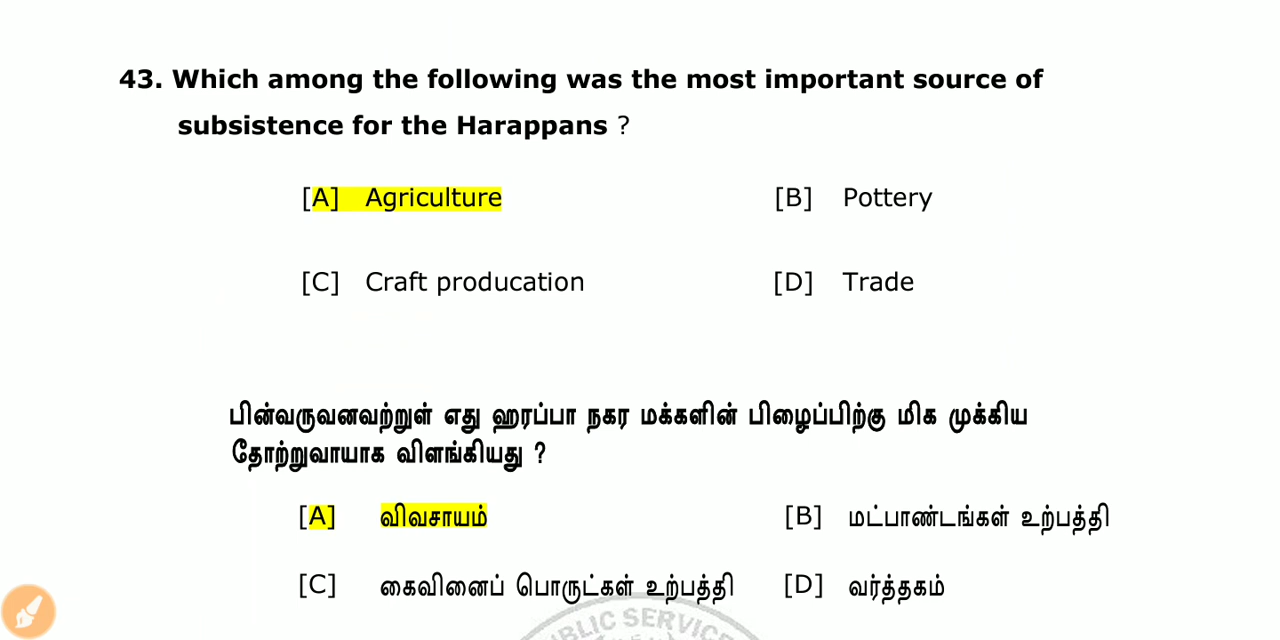 43. Which among the following was the most important source of
subsistence for the Harappans ?
[A] Agriculture [B] Pottery
[C] Craft producation [D] Trade
பின்வருவனவற்றுள் எது ஹரப்பா நகர மக்களின் பிழைப்பிற்கு மிக முக்கிய
தோற்றுவாயாக விளங்கியது ?
[A] விவசாயம் [B] மட்பாண்டங்கள் உற்பத்தி
[C] கைவினைப் பொருட்கள் உற்பத்தி [D] வர்த்தகம்
PUBLIC SERVICE